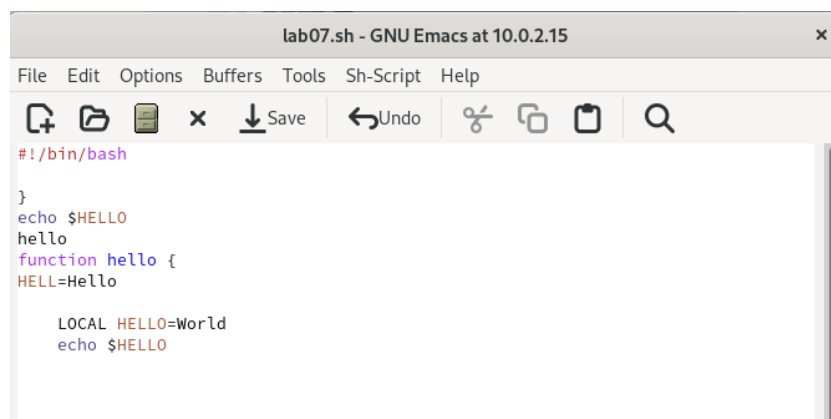 lab07.sh - GNU Emacs at 10.0.2.15 ×
File Edit Options Buffers Tools Sh-Script Help
Save Undo
#!/bin/bash
}
echo $HELLO
hello
function hello {
HELL=Hello
LOCAL HELLO=World
echo $HELLO